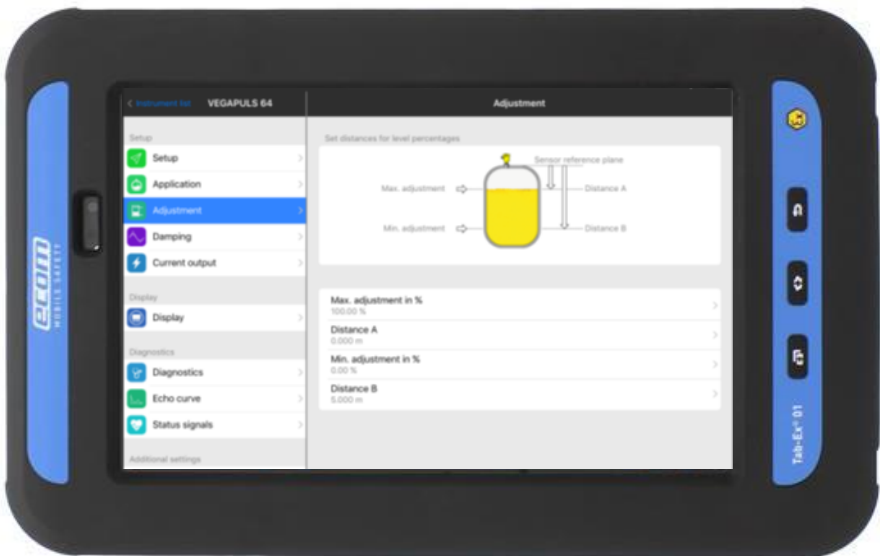 Instrument list
VEGAPULS 64
Adjustment
Setup
Setup
Application
Adjustment
Damping
Current output
Display
Display
Diagnostics
Diagnostics
Echo curve
Status signals
Additional settings
Set distances for level percentages
Sensor reference plane
Max. adjustment
Distance A
Min. adjustment
Distance B
Max. adjustment in %
100.00 %
Distance A
0.000 m
Min. adjustment in %
0.00 %
Distance B
5.000 m
ecom
MOBILE SAFETY
Tab-Ex® 01